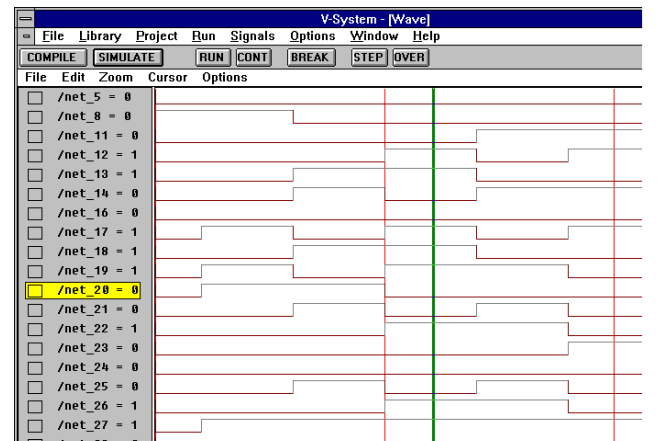 V-System - [Wave]
File Library Project Run Signals Options Window Help
COMPILE SIMULATE RUN CONT BREAK STEP OVER
File Edit Zoom Cursor Options
/net_5 = 0
/net_8 = 0
/net_11 = 0
/net_12 = 1
/net_13 = 1
/net_14 = 0
/net_16 = 0
/net_17 = 1
/net_18 = 1
/net_19 = 1
/net_20 = 0
/net_21 = 0
/net_22 = 1
/net_23 = 0
/net_24 = 0
/net_25 = 0
/net_26 = 1
/net_27 = 1